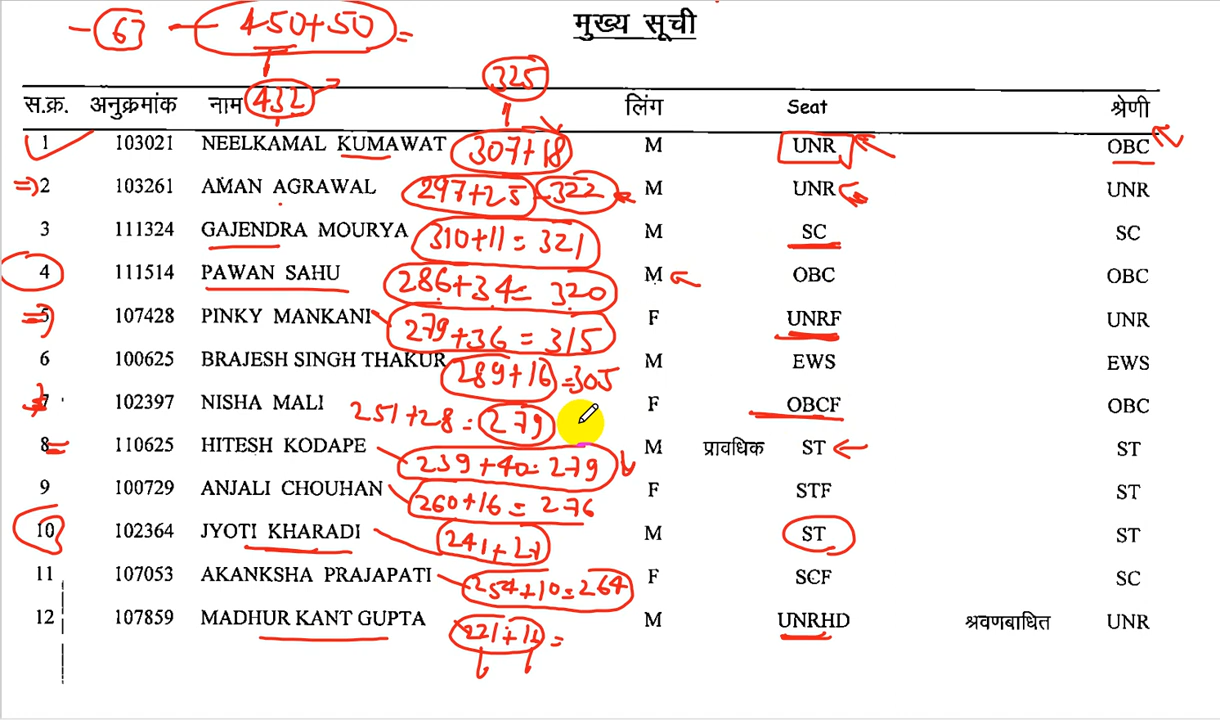 - 63 - 450+50 =
मुख्य सूची
325
स.क्र. अनुक्रमांक नाम 432 लिंग Seat श्रेणी
1 103021 NEELKAMAL KUMAWAT 307+18 M UNR OBC
2 103261 AMAN AGRAWAL 297+25 322 M UNR UNR
3 111324 GAJENDRA MOURYA 310+11 = 321 M SC SC
4 111514 PAWAN SAHU 286+34= 320 M OBC OBC
5 107428 PINKY MANKANI 279+36 = 315 F UNRF UNR
6 100625 BRAJESH SINGH THAKUR 289+16 =305 M EWS EWS
7 102397 NISHA MALI 251+28 = 279 F OBCF OBC
8 110625 HITESH KODAPE 239+40=279 M प्रावधिक ST ST
9 100729 ANJALI CHOUHAN 260+16 = 276 F STF ST
10 102364 JYOTI KHARADI 241+27 M ST ST
11 107053 AKANKSHA PRAJAPATI 254+10=264 F SCF SC
12 107859 MADHUR KANT GUPTA 221+ = M UNRHD श्रवणबाधित UNR